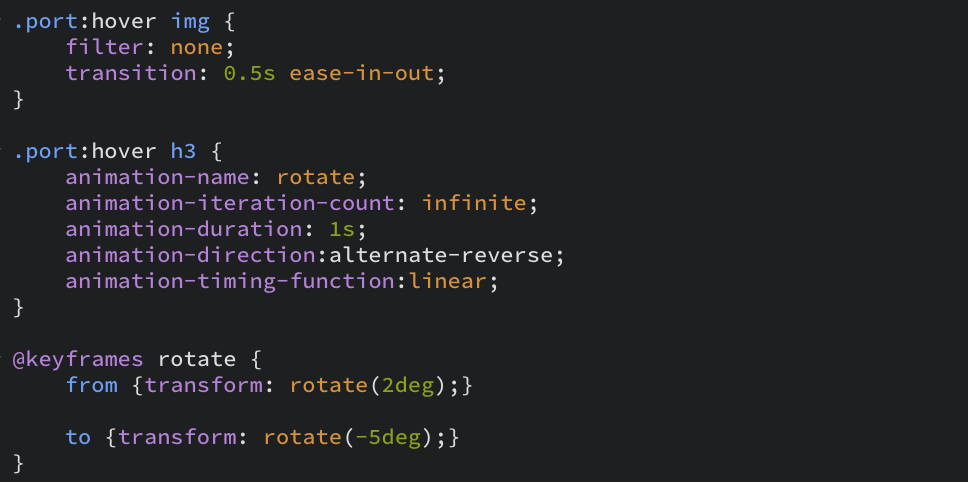 .port:hover img {
    filter: none;
    transition: 0.5s ease-in-out;
}

.port:hover h3 {
    animation-name: rotate;
    animation-iteration-count: infinite;
    animation-duration: 1s;
    animation-direction:alternate-reverse;
    animation-timing-function:linear;
}

@keyframes rotate {
    from {transform: rotate(2deg);}

    to {transform: rotate(-5deg);}
}